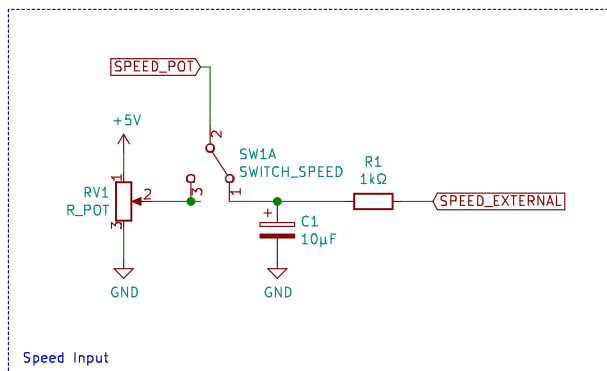 SPEED_POT
+5V
2
SW1A
SWITCH_SPEED
R1
1kΩ
1
RV1
R_POT
2
3
1
SPEED_EXTERNAL
3
+
C1
10µF
GND
GND
Speed Input